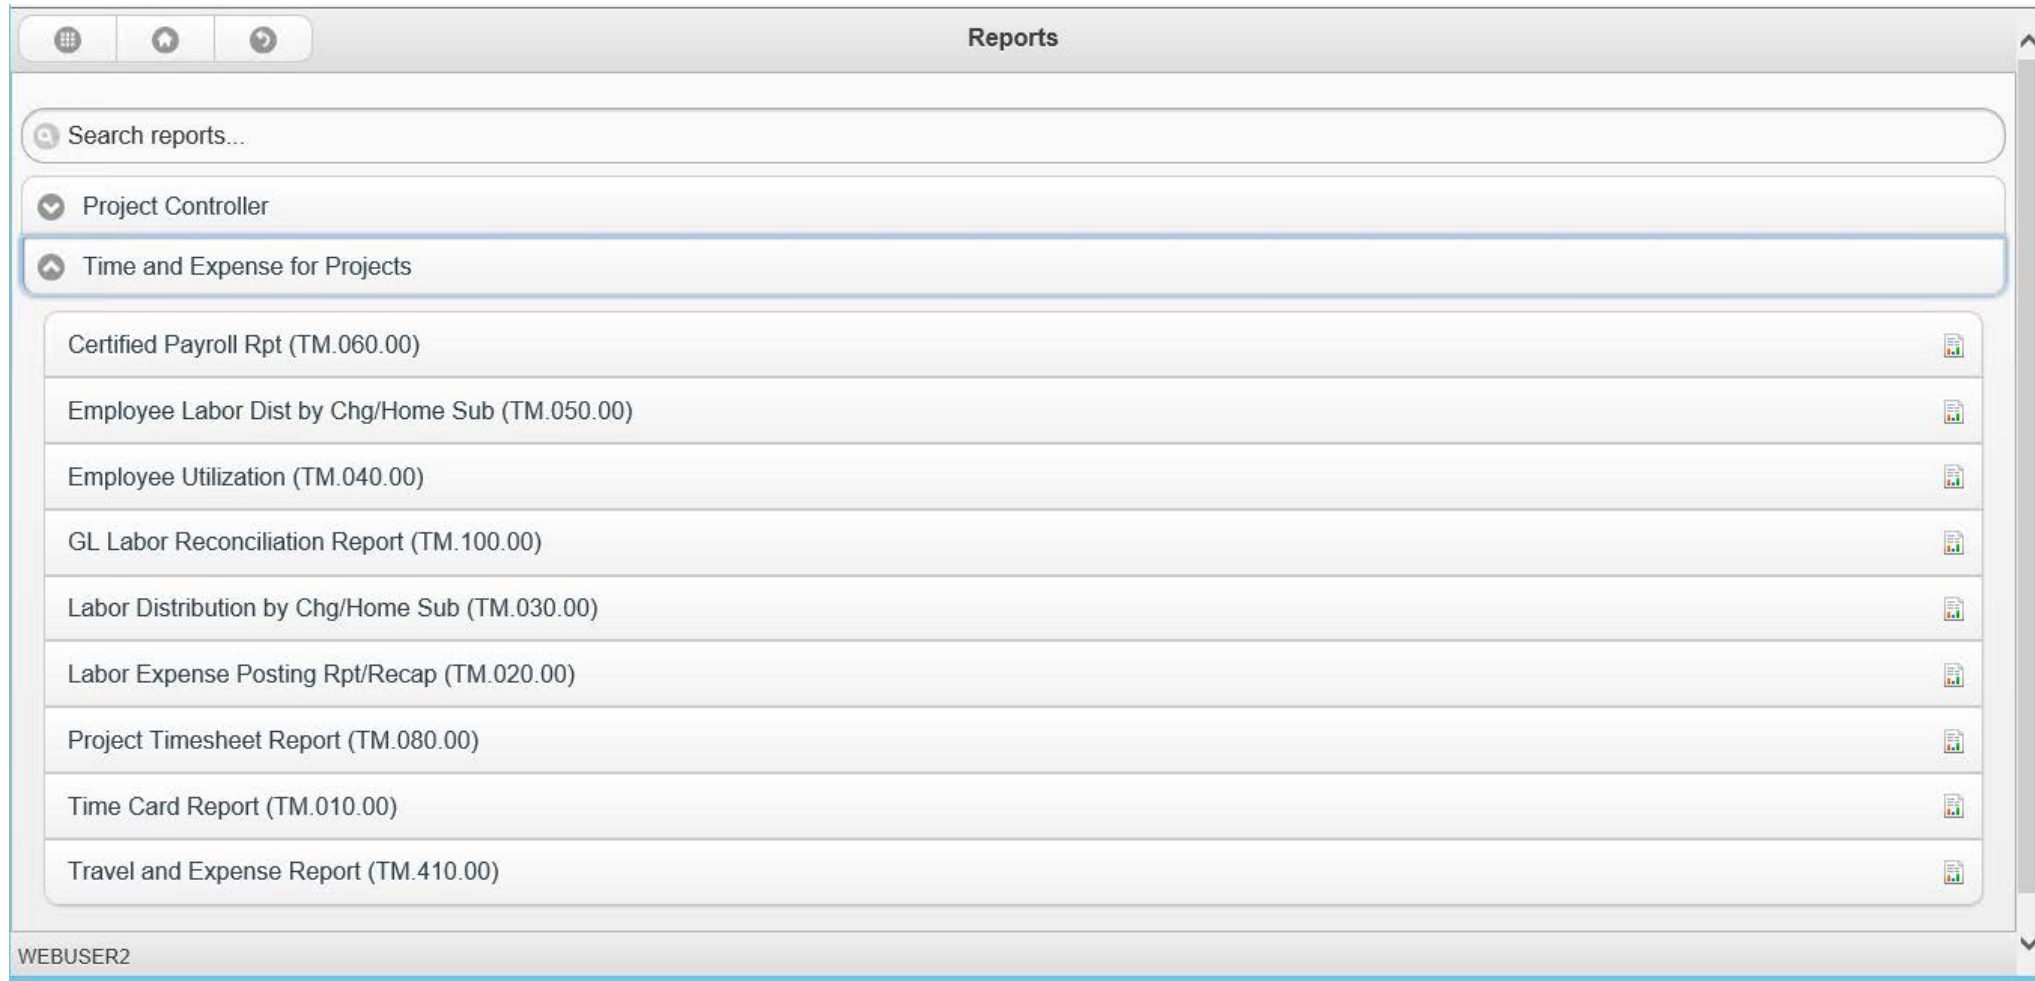 Reports
Search reports...
Project Controller
Time and Expense for Projects
Certified Payroll Rpt (TM.060.00)
Employee Labor Dist by Chg/Home Sub (TM.050.00)
Employee Utilization (TM.040.00)
GL Labor Reconciliation Report (TM.100.00)
Labor Distribution by Chg/Home Sub (TM.030.00)
Labor Expense Posting Rpt/Recap (TM.020.00)
Project Timesheet Report (TM.080.00)
Time Card Report (TM.010.00)
Travel and Expense Report (TM.410.00)
WEBUSER2